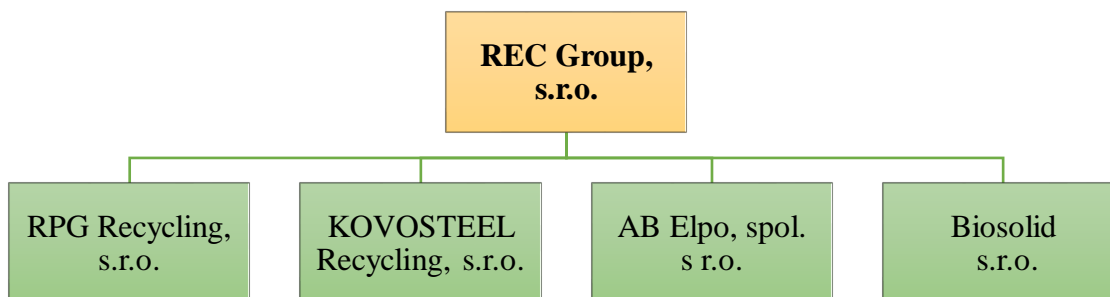 REC Group,
s.r.o.
RPG Recycling,
s.r.o.
KOVOSTEEL
Recycling, s.r.o.
AB Elpo, spol.
s r.o.
Biosolid
s.r.o.